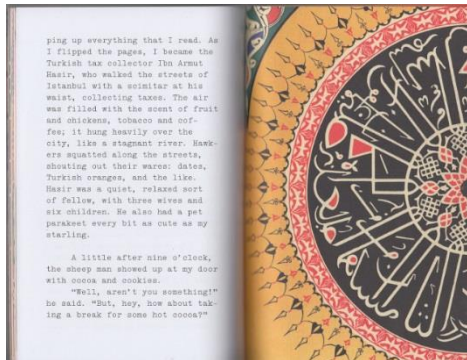 ping up everything that I read. As
I flipped the pages, I became the
Turkish tax collector Ibn Armut
Hasir, who walked the streets of
Istanbul with a scimitar at his
waist, collecting taxes. The air
was filled with the scent of fruit
and chickens, tobacco and cof-
fee; it hung heavily over the
city, like a stagnant river. Hawk-
ers squatted along the streets,
shouting out their wares: dates,
Turkish oranges, and the like.
Hasir was a quiet, relaxed sort
of fellow, with three wives and
six children. He also had a pet
parakeet every bit as cute as my
starling.
A little after nine o'clock,
the sheep man showed up at my door
with cocoa and cookies.
"Well, aren't you something!"
he said. "But, hey, how about tak-
ing a break for some hot cocoa?"